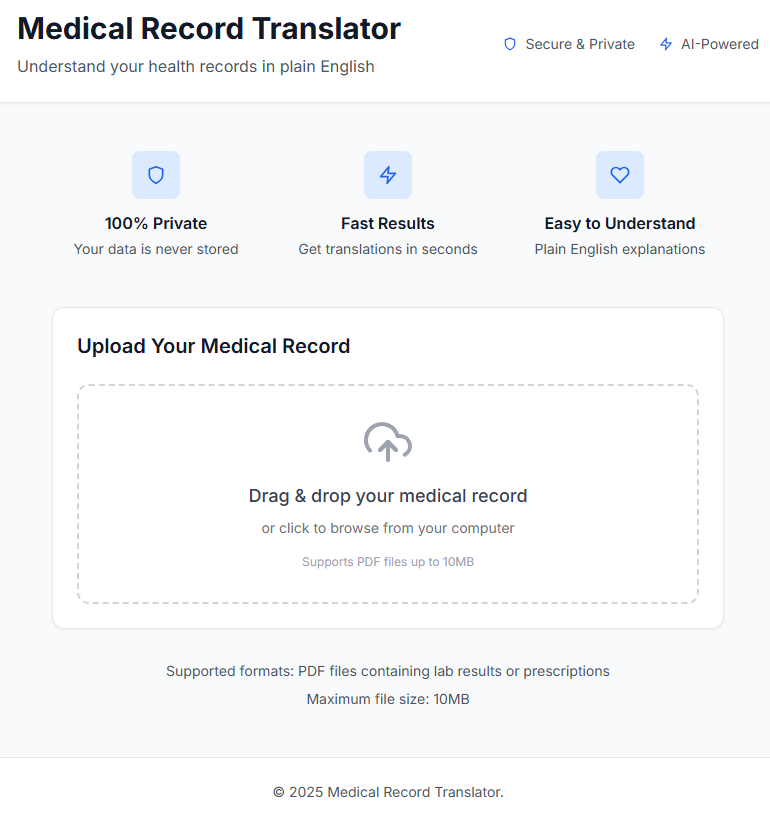 Medical Record Translator
Understand your health records in plain English
Secure & Private
AI-Powered
100% Private
Your data is never stored
Fast Results
Get translations in seconds
Easy to Understand
Plain English explanations
Upload Your Medical Record
Drag & drop your medical record
or click to browse from your computer
Supports PDF files up to 10MB
Supported formats: PDF files containing lab results or prescriptions
Maximum file size: 10MB
© 2025 Medical Record Translator.